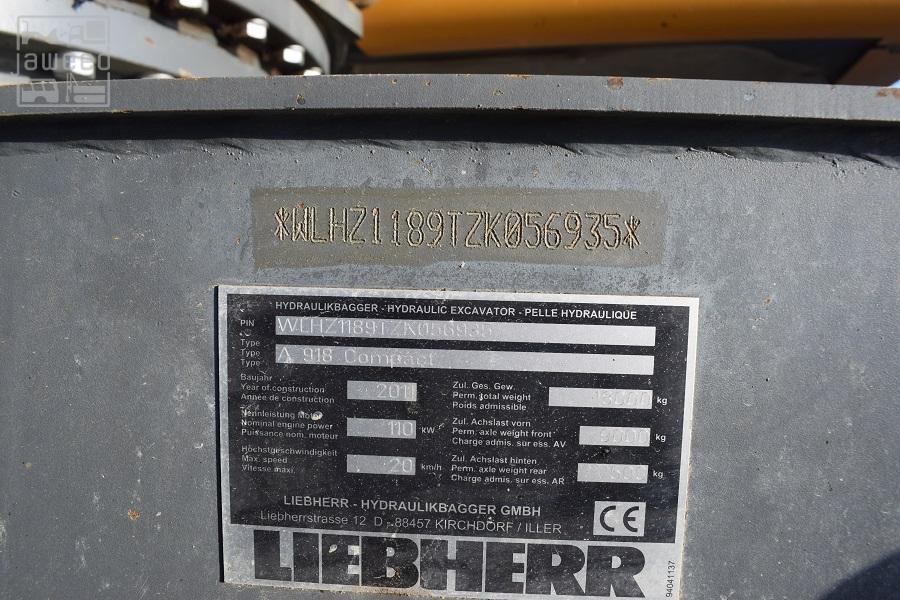 aweco
*WLHZ1189TZK056935*
HYDRAULIKBAGGER - HYDRAULIC EXCAVATOR - PELLE HYDRAULIQUE
PIN WLHZ1189TZK056935
Type
Type A 918 Compact
Type
Baujahr
Year of construction 2011
Année de construction
Nennleistung Motor
Nominal engine power 110 kW
Puissance nom. moteur
Höchstgeschwindigkeit
Max. speed 20 km/h
Vitesse maxi.
Zul. Ges. Gew.
Perm. total weight kg
Poids admissible
Zul. Achslast vorn
Perm. axle weight front kg
Charge admis. sur ess. AV
Zul. Achslast hinten
Perm. axle weight rear kg
Charge admis. sur ess. AR
LIEBHERR - HYDRAULIKBAGGER GMBH
Liebherrstrasse 12 D - 88457 KIRCHDORF / ILLER
CE
LIEBHERR
94041137